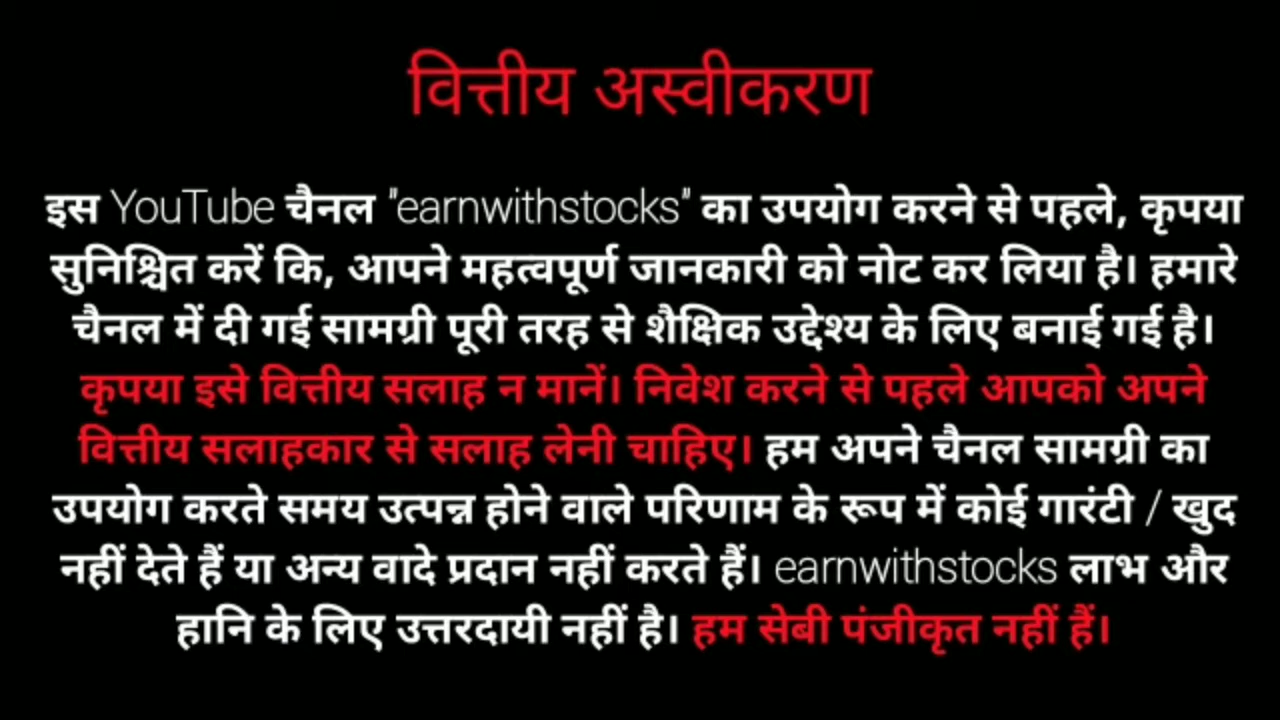 वित्तीय अस्वीकरण
इस YouTube चैनल "earnwithstocks" का उपयोग करने से पहले, कृपया
सुनिश्चित करें कि, आपने महत्वपूर्ण जानकारी को नोट कर लिया है। हमारे
चैनल में दी गई सामग्री पूरी तरह से शैक्षिक उद्देश्य के लिए बनाई गई है।
कृपया इसे वित्तीय सलाह न मानें। निवेश करने से पहले आपको अपने
वित्तीय सलाहकार से सलाह लेनी चाहिए। हम अपने चैनल सामग्री का
उपयोग करते समय उत्पन्न होने वाले परिणाम के रूप में कोई गारंटी / खुद
नहीं देते हैं या अन्य वादे प्रदान नहीं करते हैं। earnwithstocks लाभ और
हानि के लिए उत्तरदायी नहीं है। हम सेबी पंजीकृत नहीं हैं।